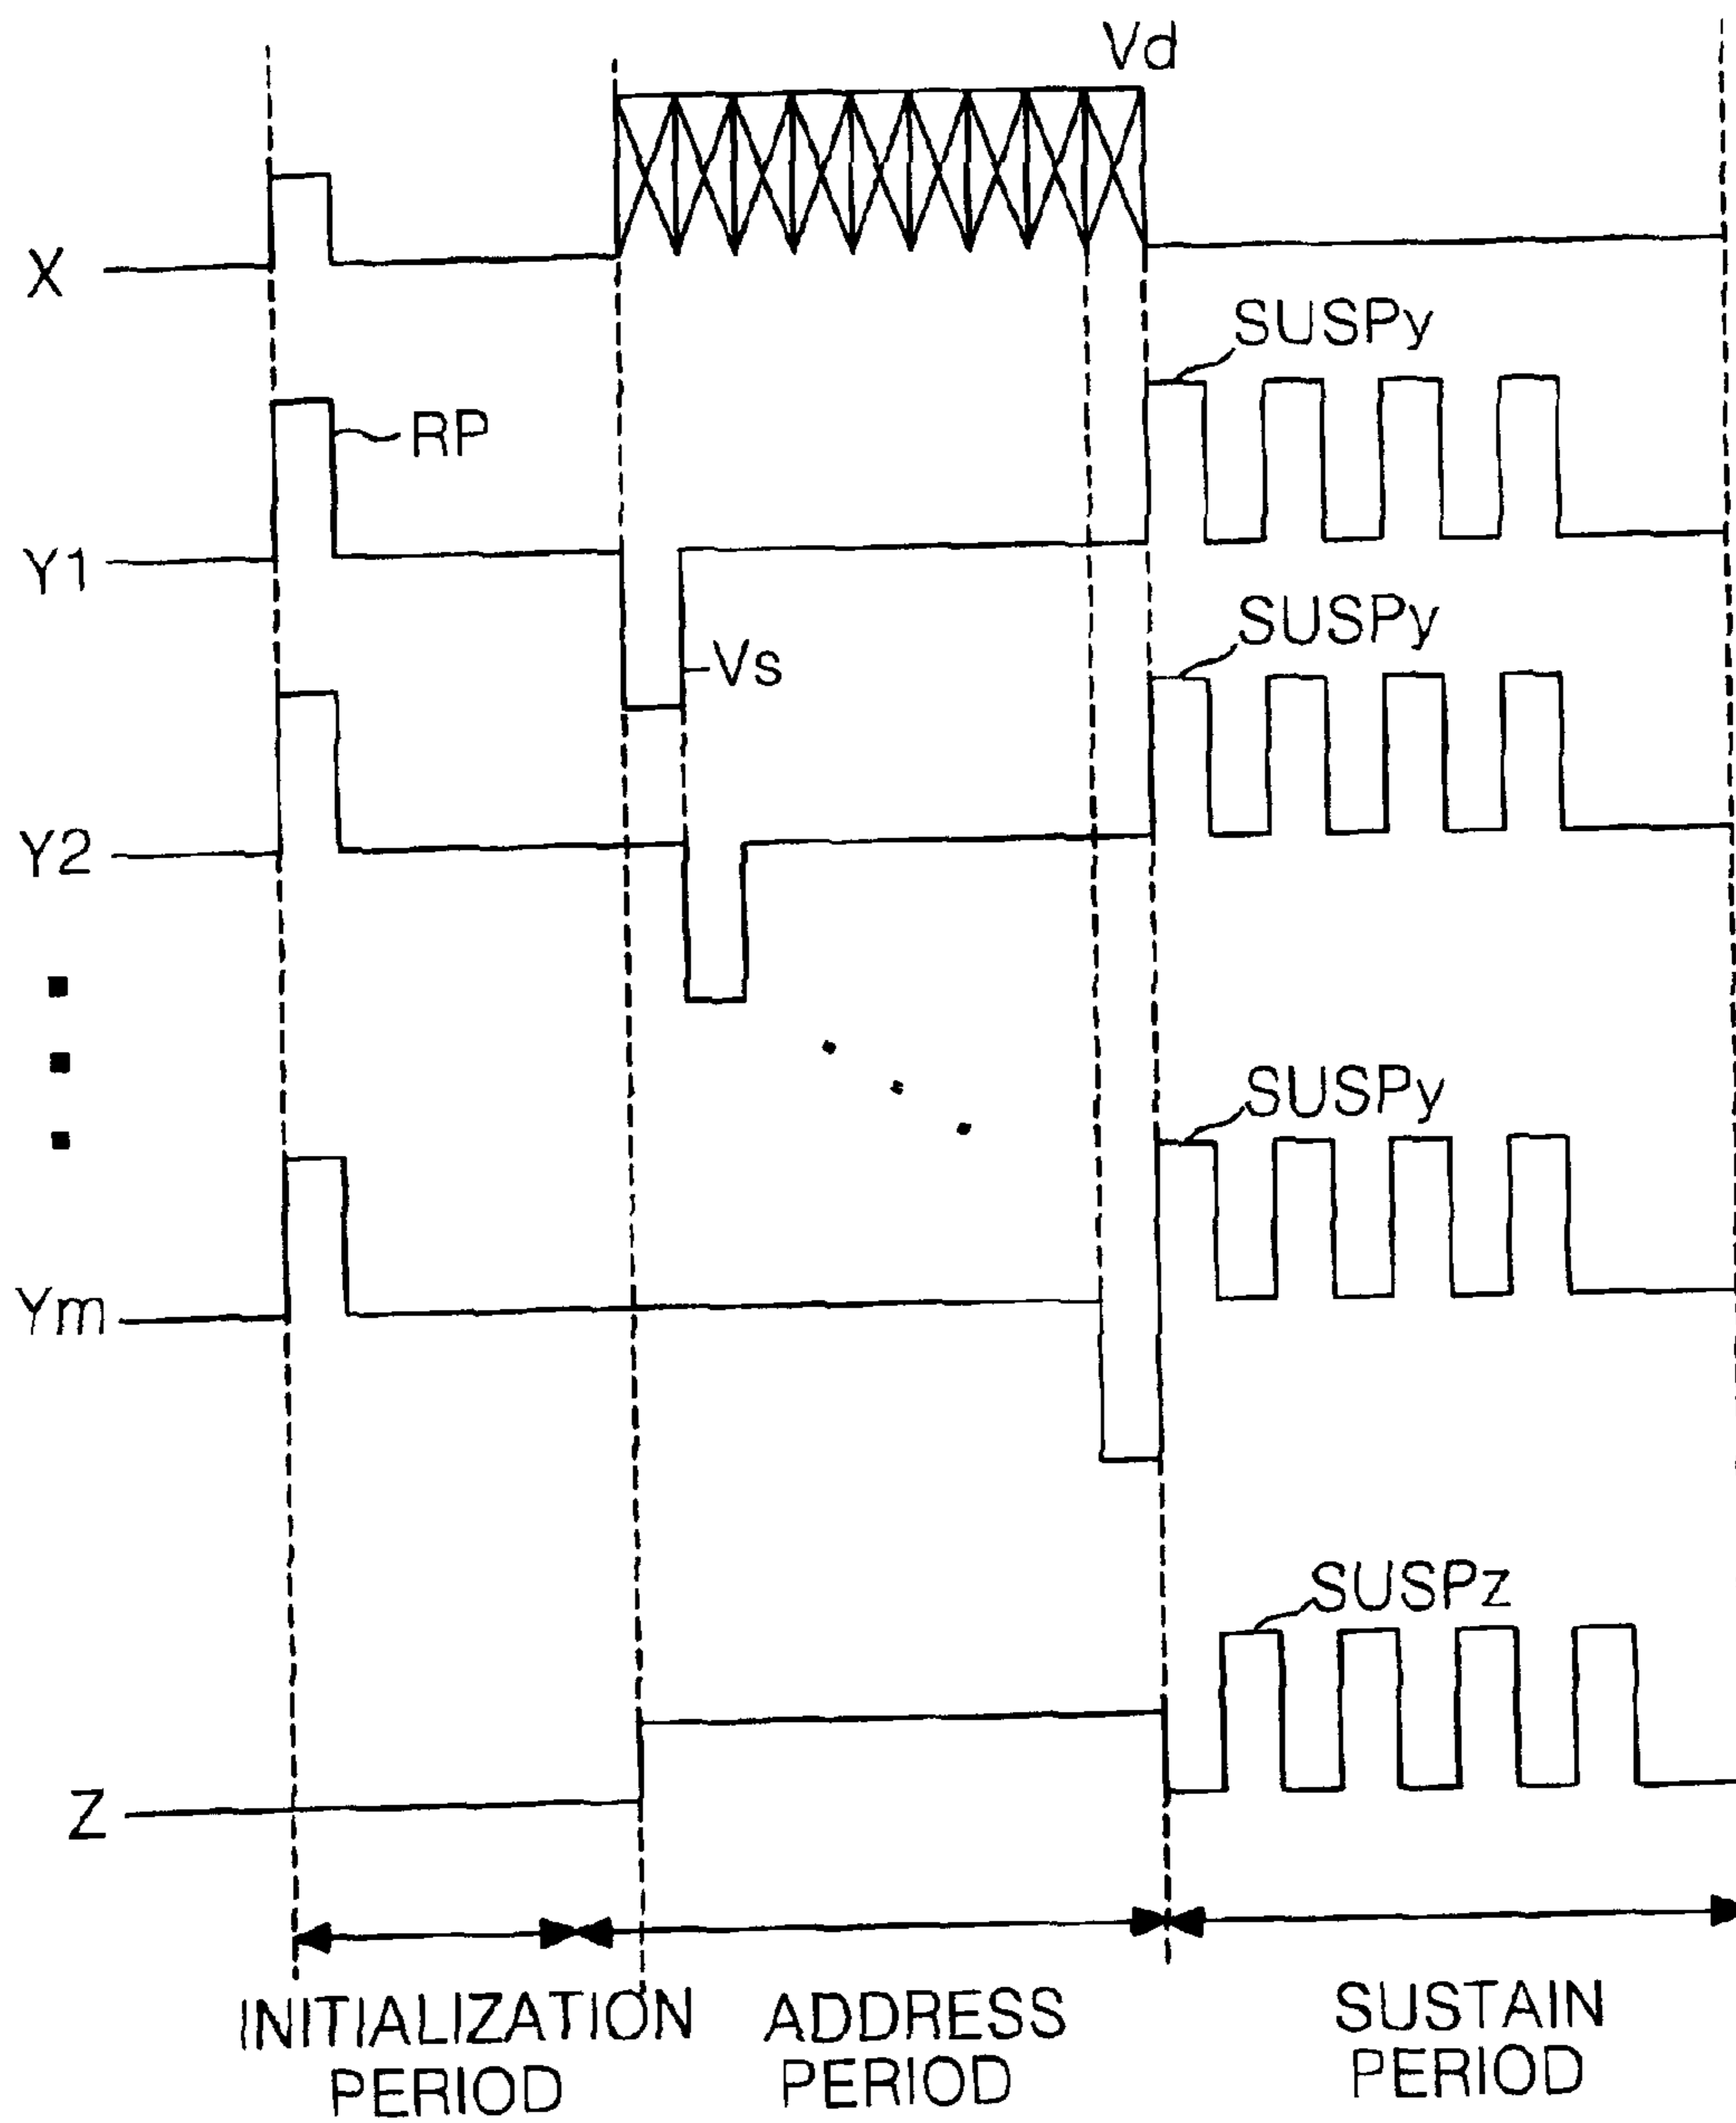 Vd
X
SUSPy
RP
Y1
SUSPy
Vs
Y2
SUSPy
Ym
SUSPz
Z
INITIALIZATION PERIOD
ADDRESS PERIOD
SUSTAIN PERIOD